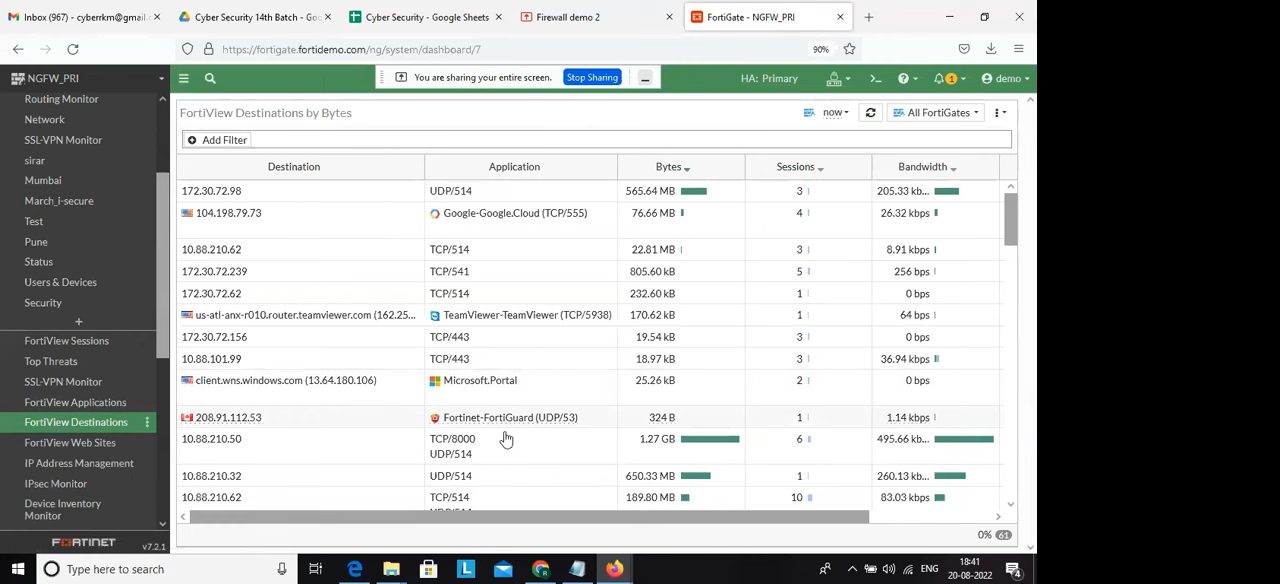 Inbox (967) - cyberrkm@gmail.c
Cyber Security 14th Batch - Goo
Cyber Security - Google Sheets
Firewall demo 2
FortiGate - NGFW_PRI
https://fortigate.fortidemo.com/ng/system/dashboard/7
90%
NGFW_PRI
You are sharing your entire screen.
Stop Sharing
HA: Primary
1
demo
Routing Monitor
Network
SSL-VPN Monitor
sirar
Mumbai
March_i-secure
Test
Pune
Status
Users & Devices
Security
+
FortiView Sessions
Top Threats
SSL-VPN Monitor
FortiView Applications
FortiView Destinations
FortiView Web Sites
IP Address Management
IPsec Monitor
Device Inventory
Monitor
FORTINET
v7.2.1
FortiView Destinations by Bytes
now
All FortiGates
Add Filter
Destination Application Bytes Sessions Bandwidth
172.30.72.98 UDP/514 565.64 MB 3 205.33 kb...
104.198.79.73 Google-Google.Cloud (TCP/555) 76.66 MB 4 26.32 kbps
10.88.210.62 TCP/514 22.81 MB 3 8.91 kbps
172.30.72.239 TCP/541 805.60 kB 5 256 bps
172.30.72.62 TCP/514 232.60 kB 1 0 bps
us-atl-anx-r010.router.teamviewer.com (162.25... TeamViewer-TeamViewer (TCP/5938) 170.62 kB 1 64 bps
172.30.72.156 TCP/443 19.54 kB 3 0 bps
10.88.101.99 TCP/443 18.97 kB 3 36.94 kbps
client.wns.windows.com (13.64.180.106) Microsoft.Portal 25.26 kB 2 0 bps
208.91.112.53 Fortinet-FortiGuard (UDP/53) 324 B 1 1.14 kbps
10.88.210.50 TCP/8000 1.27 GB 6 495.66 kb...
UDP/514
10.88.210.32 UDP/514 650.33 MB 1 260.13 kb...
10.88.210.62 TCP/514 189.80 MB 10 83.03 kbps
0% 61
Type here to search
ENG
18:41
20-08-2022
4